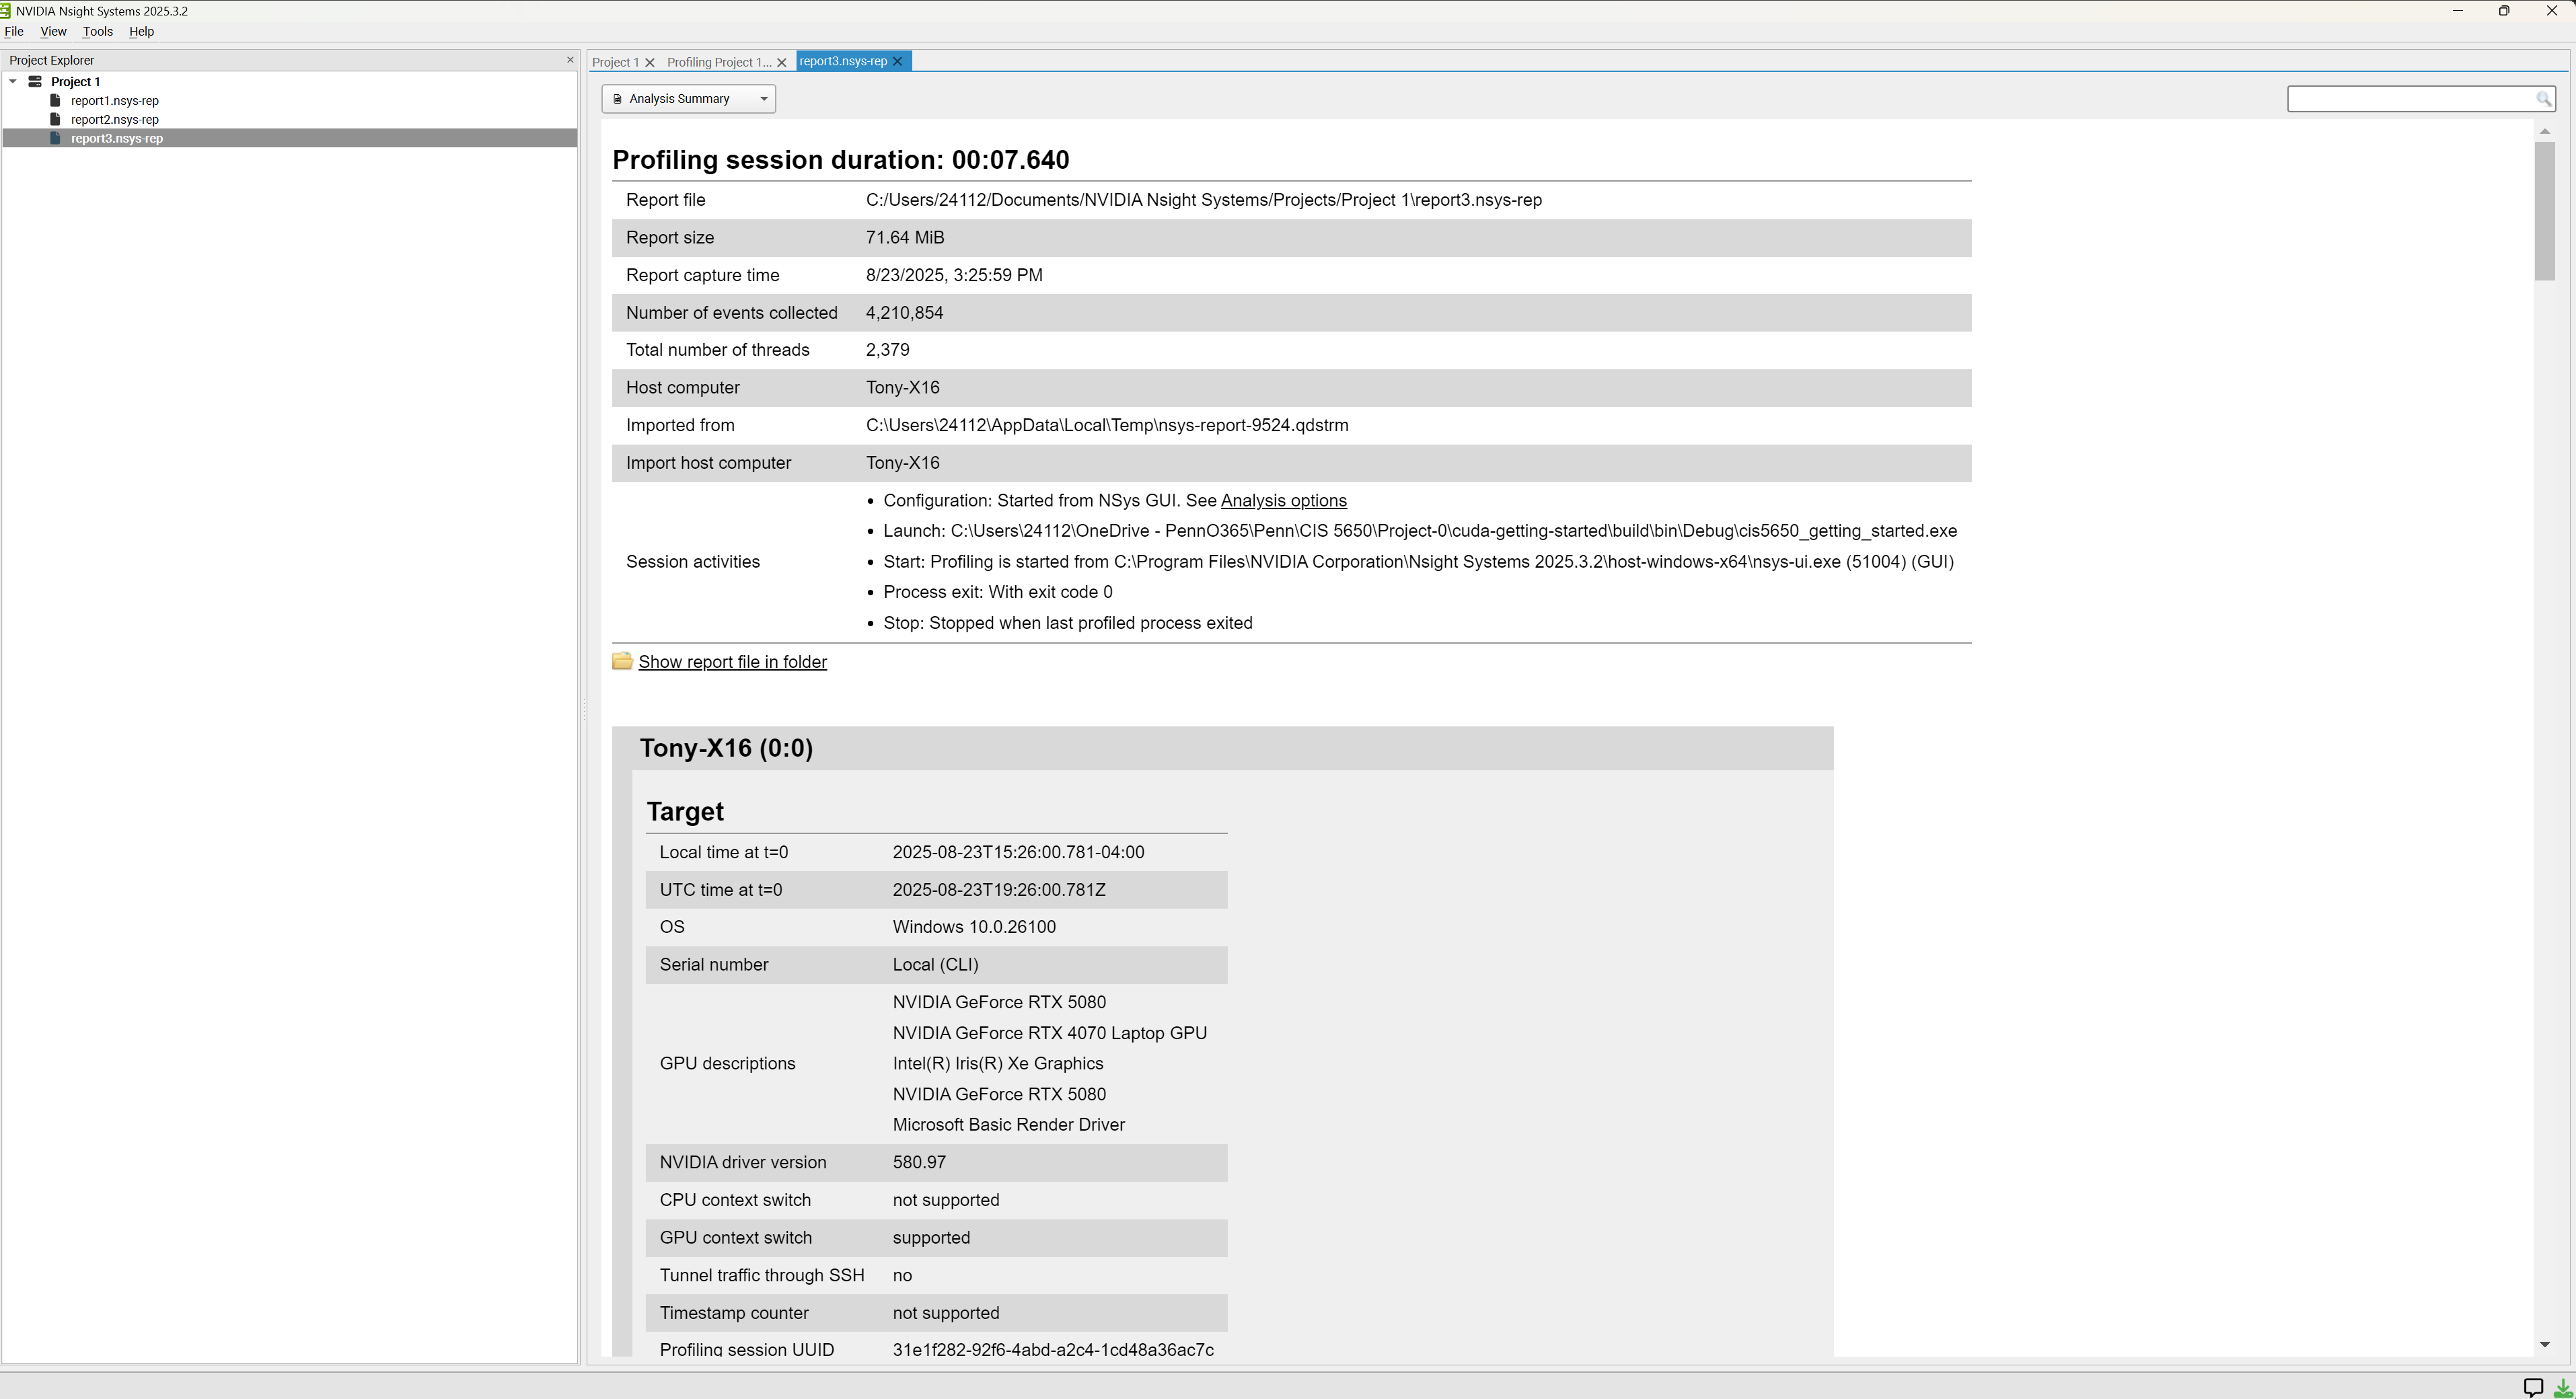 NVIDIA Nsight Systems 2025.3.2
File View Tools Help
Project Explorer
Project 1
report1.nsys-rep
report2.nsys-rep
report3.nsys-rep
Project 1 Profiling Project 1... report3.nsys-rep
Analysis Summary
Profiling session duration: 00:07.640
Report file C:/Users/24112/Documents/NVIDIA Nsight Systems/Projects/Project 1\report3.nsys-rep
Report size 71.64 MiB
Report capture time 8/23/2025, 3:25:59 PM
Number of events collected 4,210,854
Total number of threads 2,379
Host computer Tony-X16
Imported from C:\Users\24112\AppData\Local\Temp\nsys-report-9524.qdstrm
Import host computer Tony-X16
Session activities
• Configuration: Started from NSys GUI. See Analysis options
• Launch: C:\Users\24112\OneDrive - PennO365\Penn\CIS 5650\Project-0\cuda-getting-started\build\bin\Debug\cis5650_getting_started.exe
• Start: Profiling is started from C:\Program Files\NVIDIA Corporation\Nsight Systems 2025.3.2\host-windows-x64\nsys-ui.exe (51004) (GUI)
• Process exit: With exit code 0
• Stop: Stopped when last profiled process exited
Show report file in folder
Tony-X16 (0:0)
Target
Local time at t=0 2025-08-23T15:26:00.781-04:00
UTC time at t=0 2025-08-23T19:26:00.781Z
OS Windows 10.0.26100
Serial number Local (CLI)
GPU descriptions
NVIDIA GeForce RTX 5080
NVIDIA GeForce RTX 4070 Laptop GPU
Intel(R) Iris(R) Xe Graphics
NVIDIA GeForce RTX 5080
Microsoft Basic Render Driver
NVIDIA driver version 580.97
CPU context switch not supported
GPU context switch supported
Tunnel traffic through SSH no
Timestamp counter not supported
Profiling session UUID 31e1f282-92f6-4abd-a2c4-1cd48a36ac7c